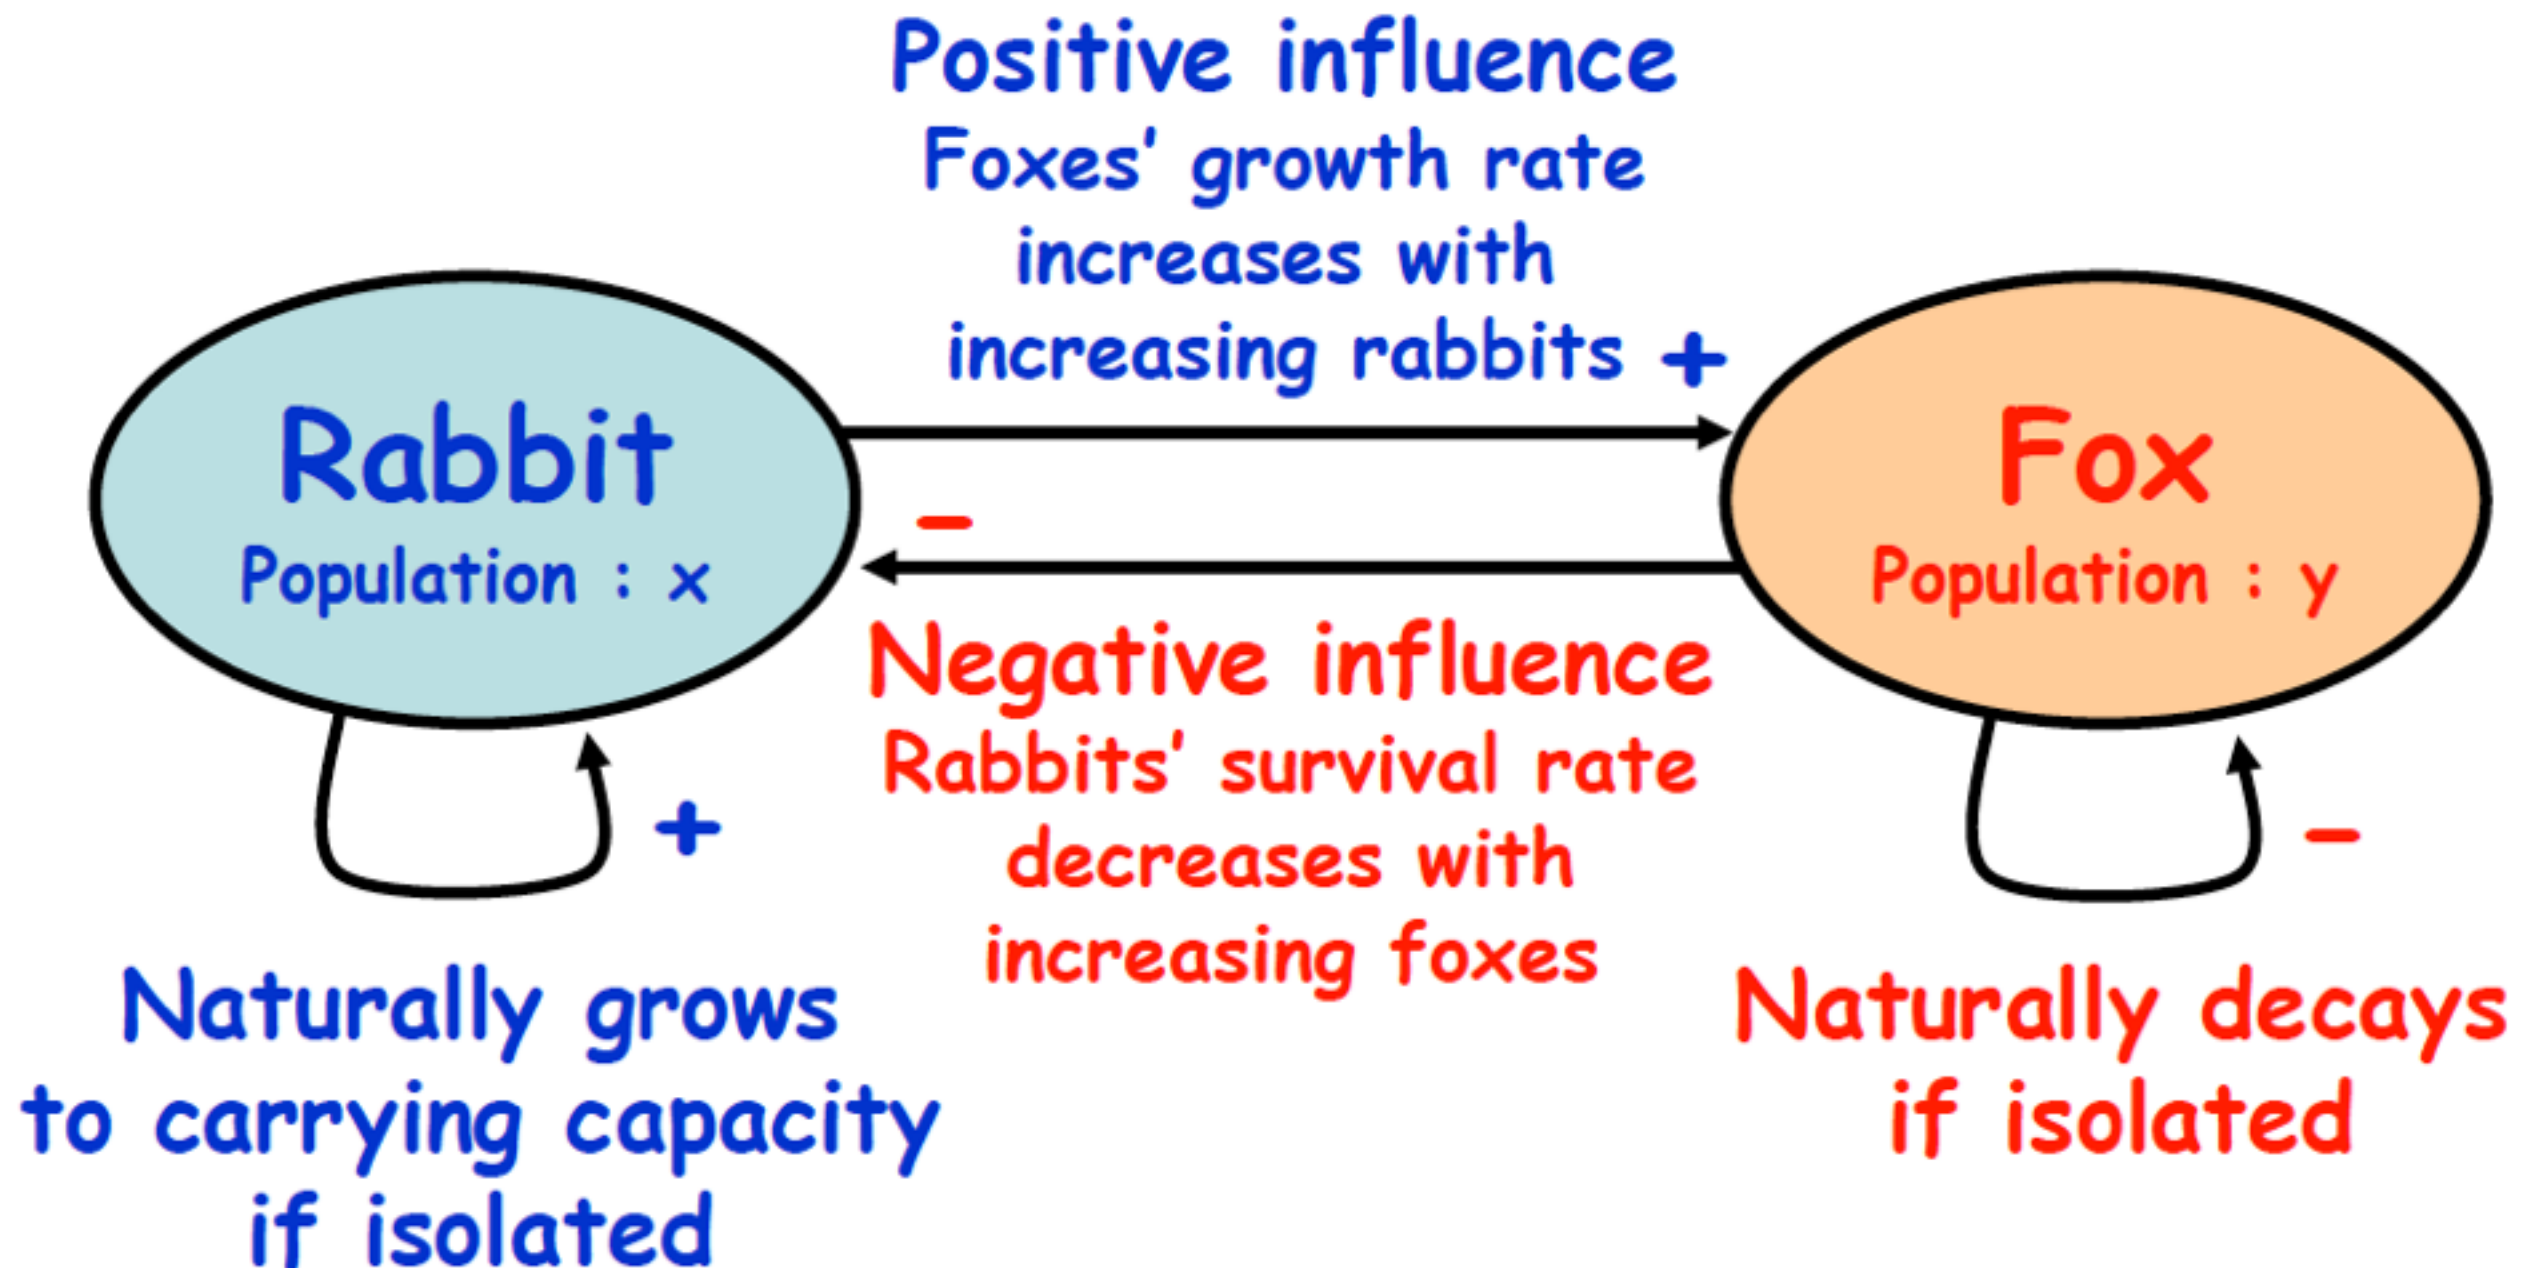 Positive influence
Foxes’ growth rate
increases with
increasing rabbits +
Rabbit
Population : x
Fox
Population : y
-
Negative influence
Rabbits’ survival rate
decreases with
increasing foxes
+
-
Naturally grows
to carrying capacity
if isolated
Naturally decays
if isolated